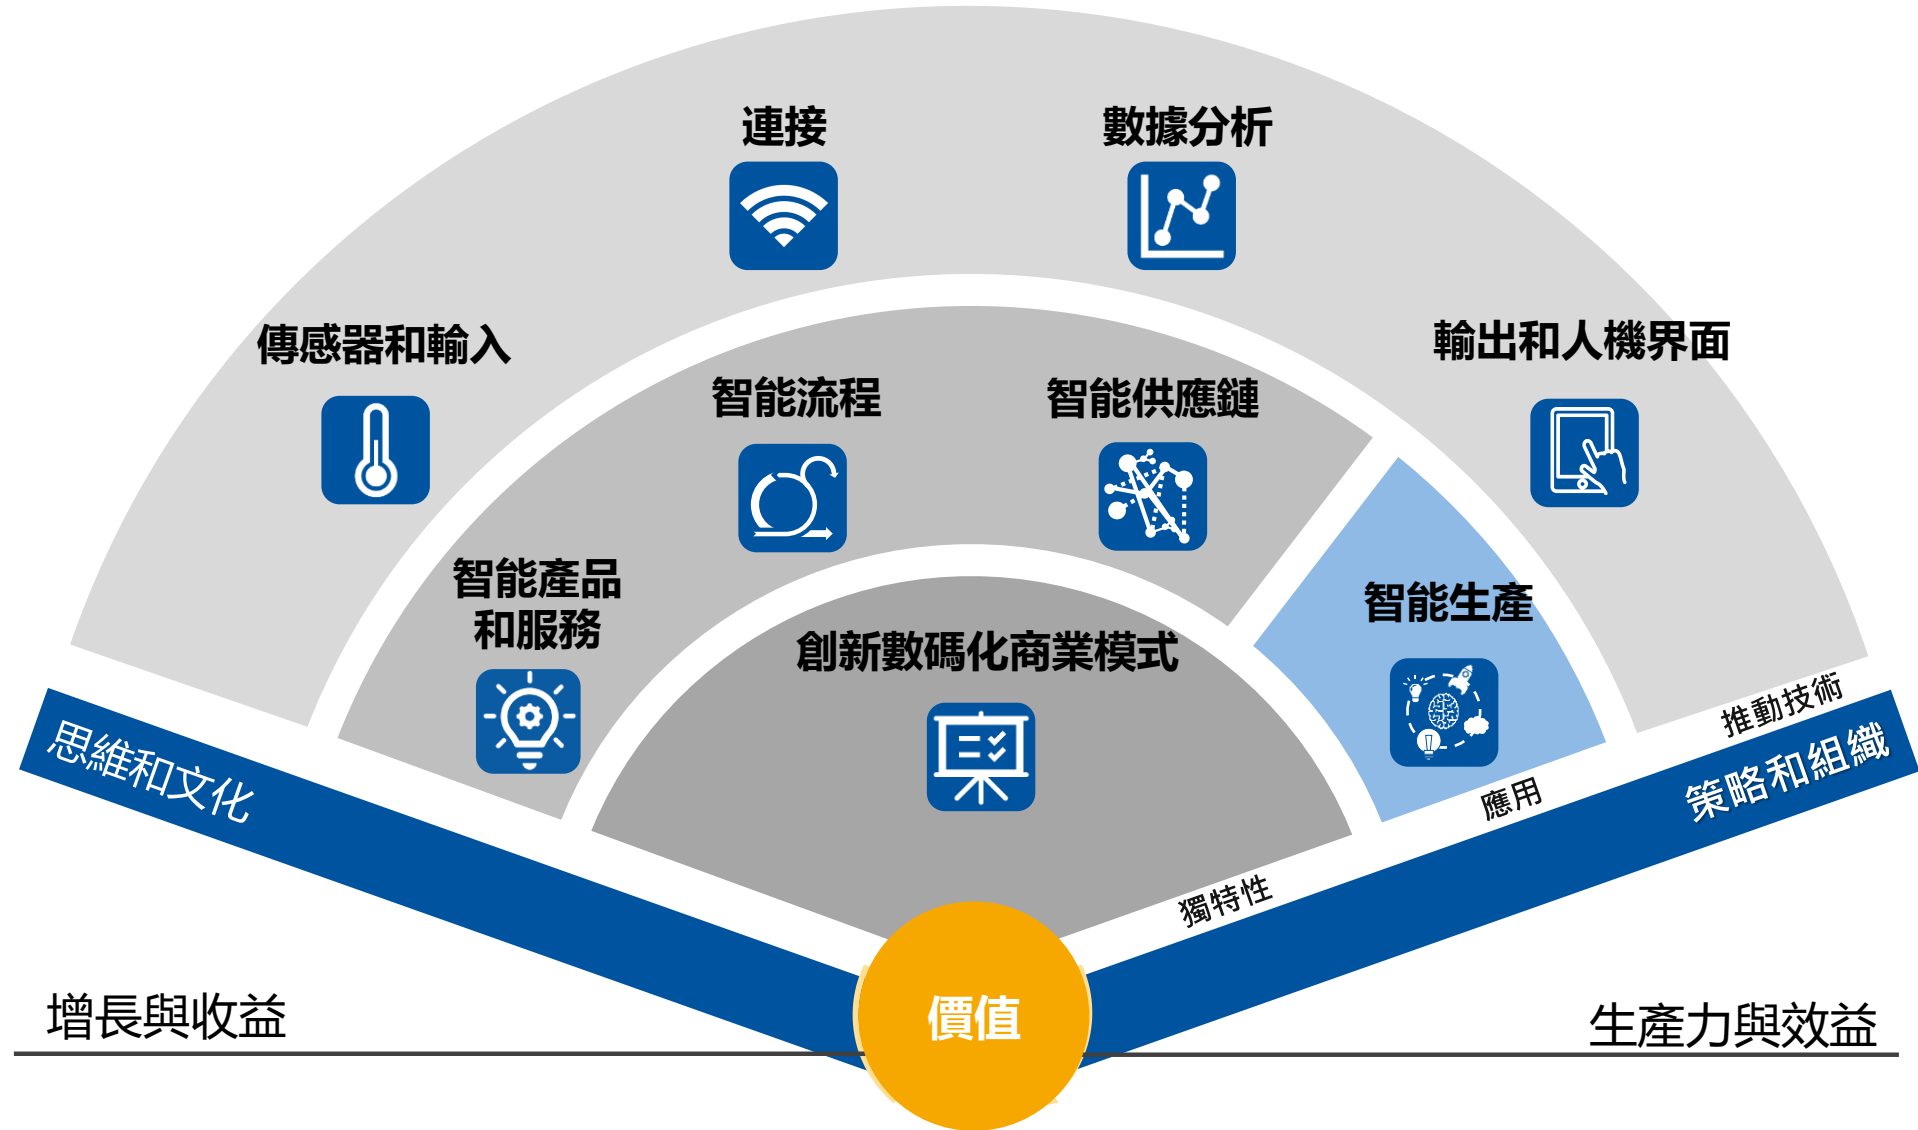 連接
數據分析
傳感器和輸入
輸出和人機界面
智能流程
智能供應鏈
智能產品
和服務
智能生產
創新數碼化商業模式
推動技術
應用
獨特性
思維和文化
策略和組織
價值
增長與收益
生產力與效益